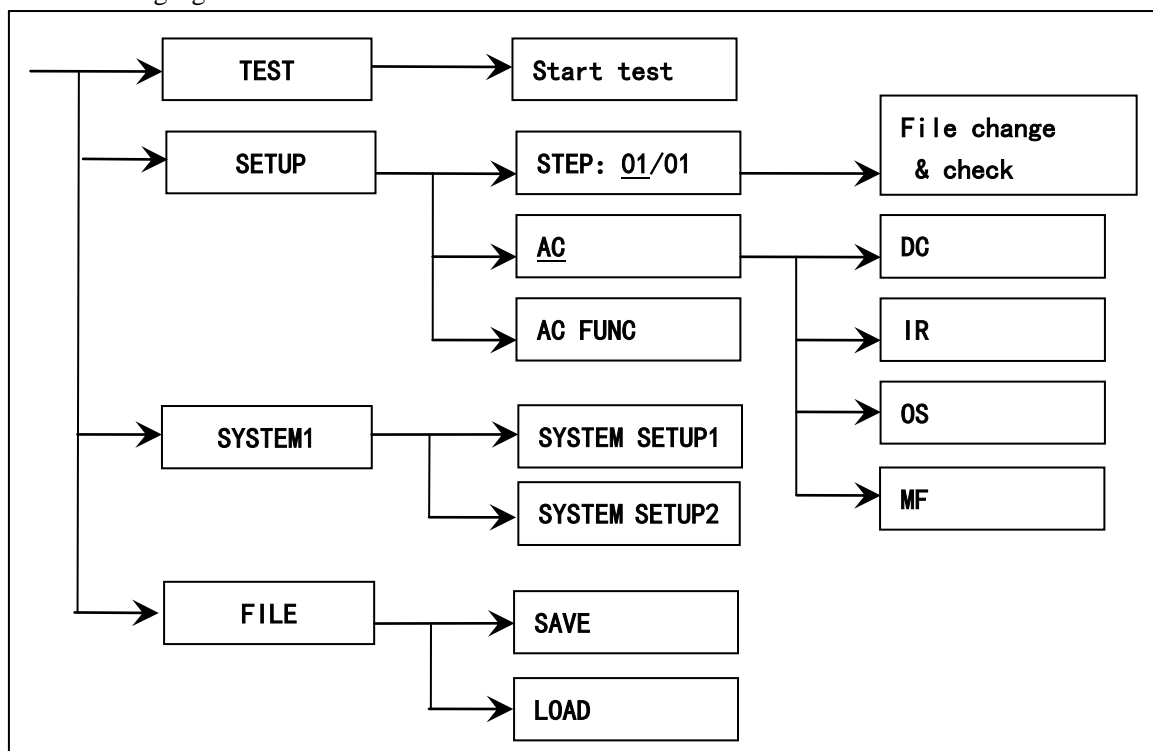 TEST
Start test
SETUP
STEP: 01/01
File change
& check
AC
DC
AC FUNC
IR
OS
MF
SYSTEM1
SYSTEM SETUP1
SYSTEM SETUP2
FILE
SAVE
LOAD